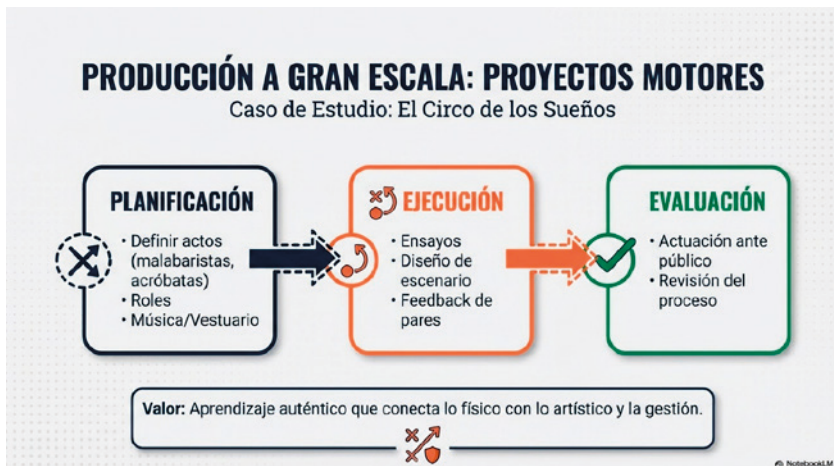 PRODUCCIÓN A GRAN ESCALA: PROYECTOS MOTORES
Caso de Estudio: El Circo de los Sueños
PLANIFICACIÓN
• Definir actos
(malabaristas,
acróbatas)
• Roles
• Música/Vestuario
EJECUCIÓN
• Ensayos
• Diseño de
escenario
• Feedback de
pares
EVALUACIÓN
• Actuación ante
público
• Revisión del
proceso
Valor: Aprendizaje auténtico que conecta lo físico con lo artístico y la gestión.
NotebookLM